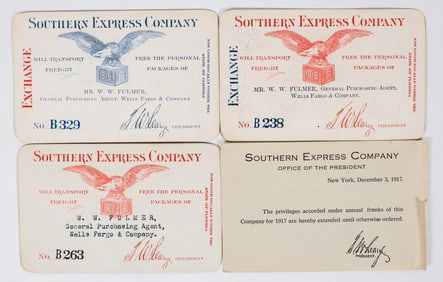 SOUTHERN EXPRESS COMPANY
EXCHANGE
WILL TRANSPORT FREE THE PERSONAL
FREIGHT PACKAGES OF
MR. W. W. FULMER,
GENERAL PURCHASING AGENT, WELLS FARGO & COMPANY
No. B329
PRESIDENT
SOUTHERN EXPRESS COMPANY
EXCHANGE
WILL TRANSPORT FREE THE PERSONAL
FREIGHT PACKAGES OF
MR. W. W. FULMER, GENERAL PURCHASING AGENT,
WELLS FARGO & COMPANY.
No. B238
PRESIDENT
SOUTHERN EXPRESS COMPANY
WILL TRANSPORT FREE THE PERSONAL
FREIGHT PACKAGES OF
W. W. FULMER,
General Purchasing Agent,
Wells Fargo & Company.
No. B263
PRESIDENT
SOUTHERN EXPRESS COMPANY
OFFICE OF THE PRESIDENT
New York, December 3, 1917.
The privileges accorded under annual franks of this
Company for 1917 are hereby extended until otherwise ordered.
PRESIDENT.